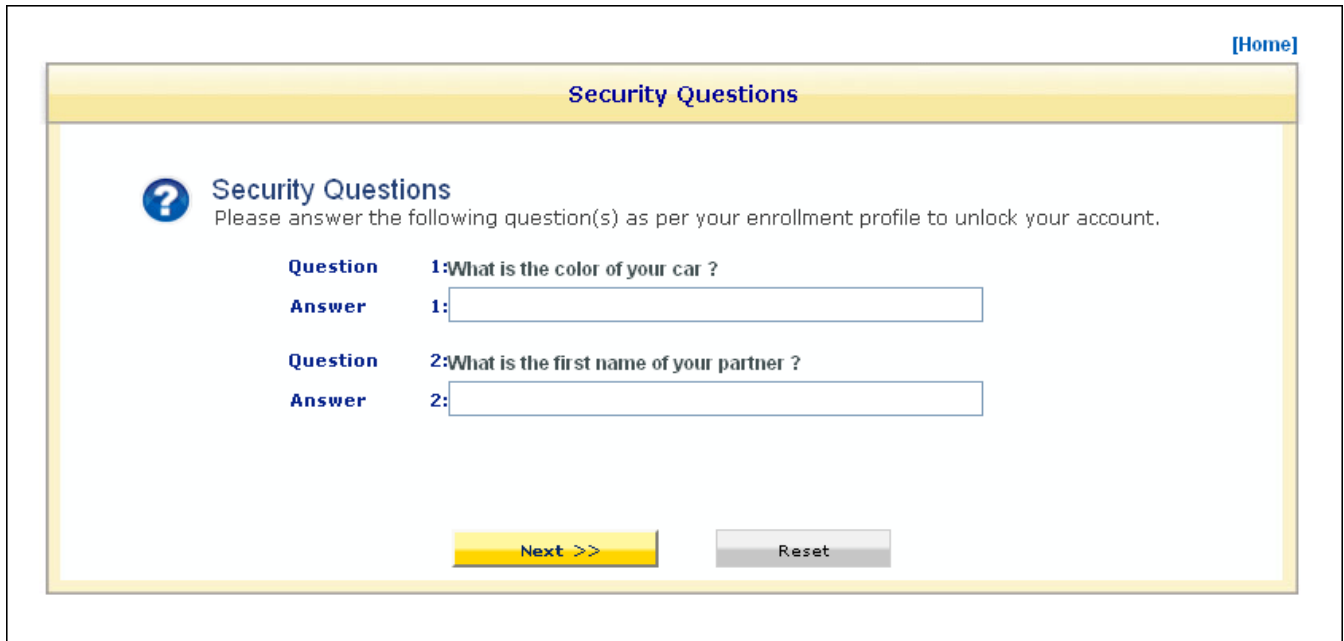 [Home]
Security Questions
Security Questions
Please answer the following question(s) as per your enrollment profile to unlock your account.
Question 1:What is the color of your car ?
Answer 1:
Question 2:What is the first name of your partner ?
Answer 2:
Next >> Reset